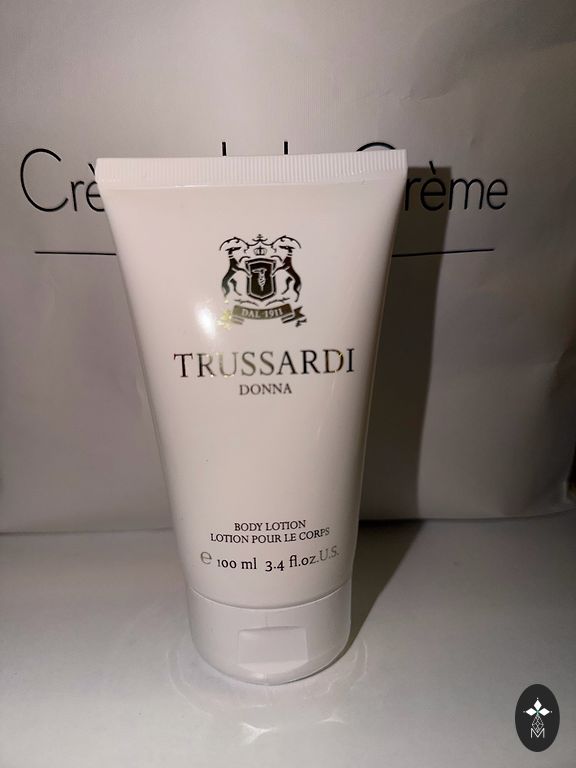 Crè
rème
DAL 1911
TRUSSARDI
DONNA
BODY LOTION
LOTION POUR LE CORPS
℮ 100 ml 3.4 fl.oz.U.S.
M